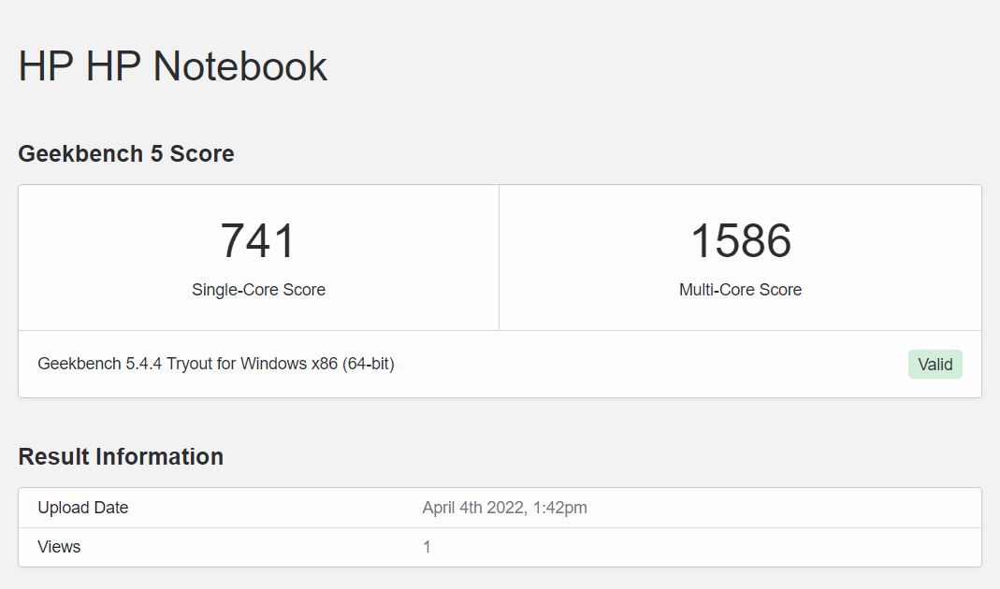 HP HP Notebook
Geekbench 5 Score
741 1586
Single-Core Score Multi-Core Score
Geekbench 5.4.4 Tryout for Windows x86 (64-bit) Valid
Result Information
Upload Date April 4th 2022, 1:42pm
Views 1